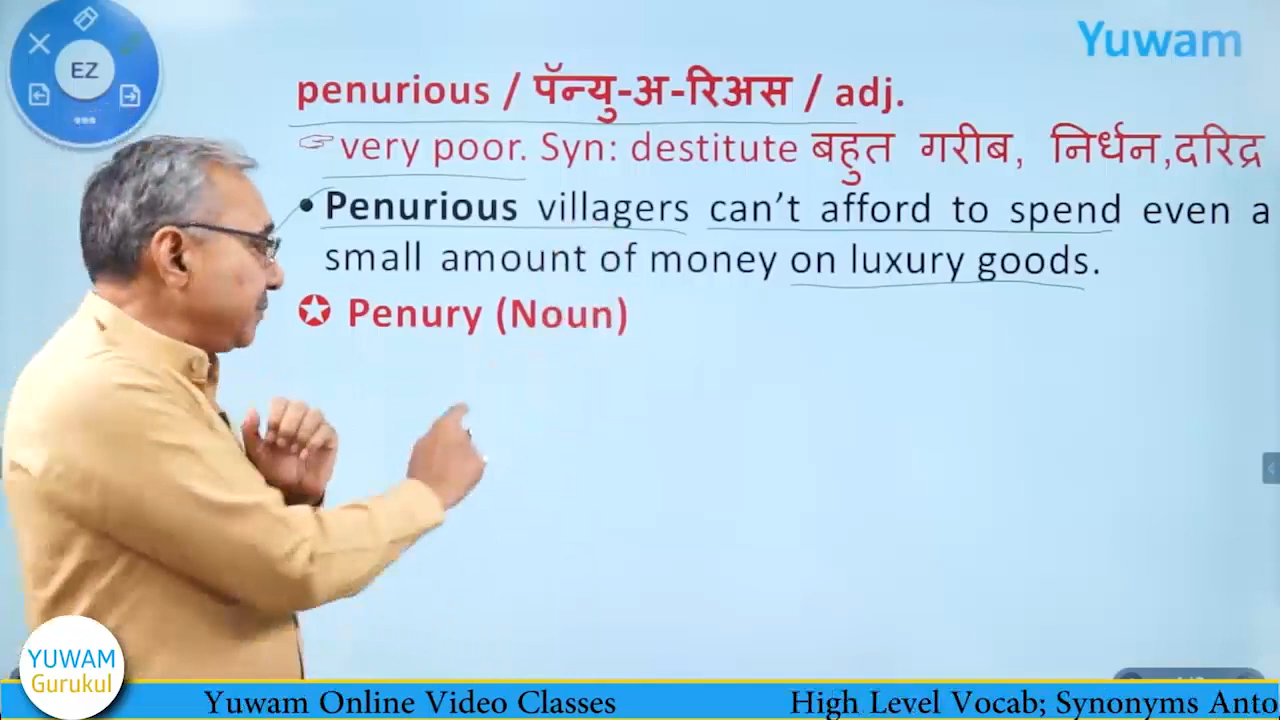 Yuwam
EZ
penurious / पॅन्यु-अ-रिअस / adj.
☞very poor. Syn: destitute बहुत गरीब, निर्धन,दरिद्र
• Penurious villagers can’t afford to spend even a
small amount of money on luxury goods.
✪ Penury (Noun)
YUWAM
Gurukul
Yuwam Online Video Classes High Level Vocab; Synonyms Anto